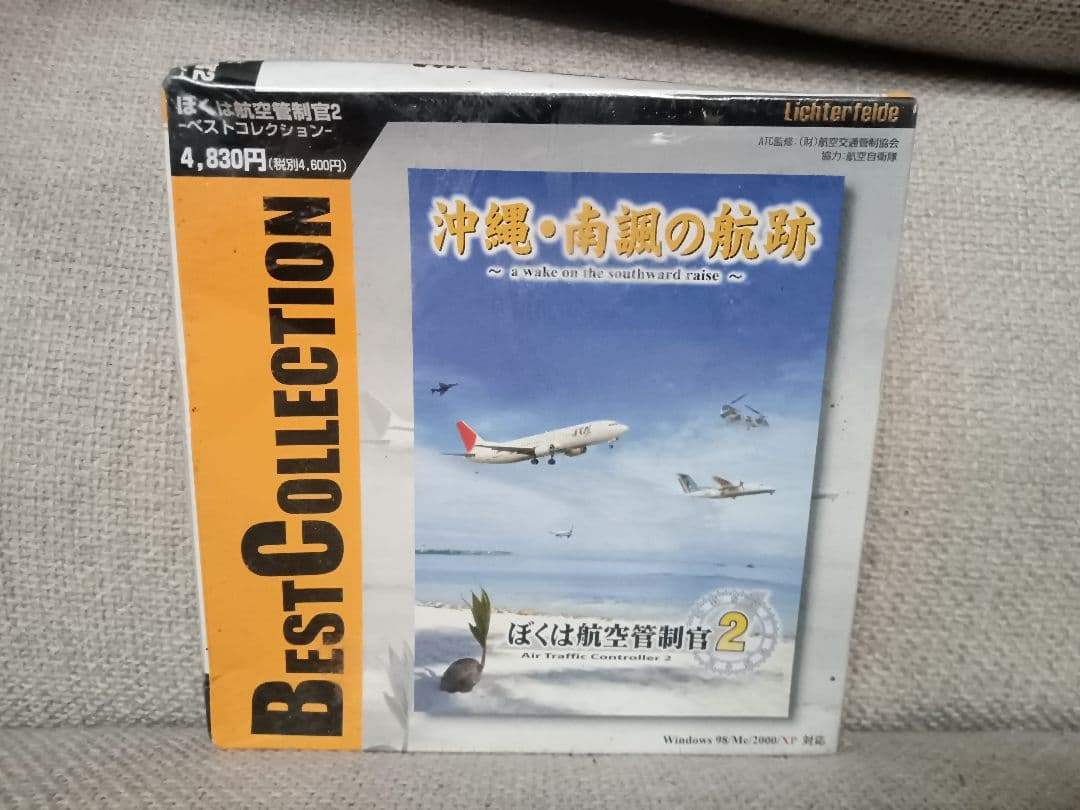 ぼくは航空管制官2
-ベストコレクション-
4,830円(税別4,600円)
Lichterfelde
ATC監修:(財)航空交通管制協会
協力:航空自衛隊
BEST COLLECTION
沖縄・南諷の航跡
~ a wake on the southward raise ~
JAL
ぼくは航空管制官2
Air Traffic Controller 2
Windows 98/Me/2000/XP 対応